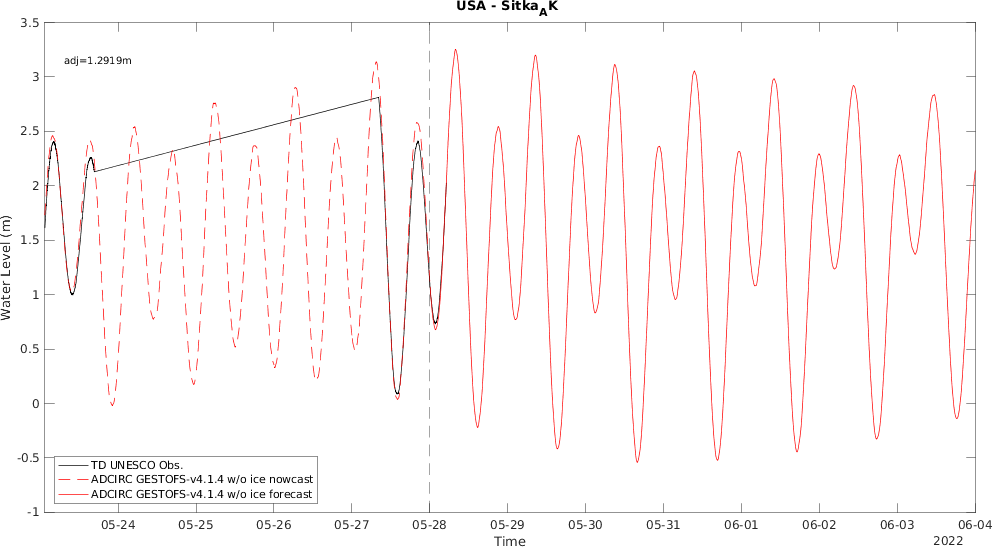 USA - Sitka_AK
adj=1.2919m
3.5
3
2.5
2
1.5
1
0.5
0
-0.5
-1
Water Level (m)
TD UNESCO Obs.
ADCIRC GESTOFS-v4.1.4 w/o ice nowcast
ADCIRC GESTOFS-v4.1.4 w/o ice forecast
05-24 05-25 05-26 05-27 05-28 05-29 05-30 05-31 06-01 06-02 06-03 06-04
Time
2022